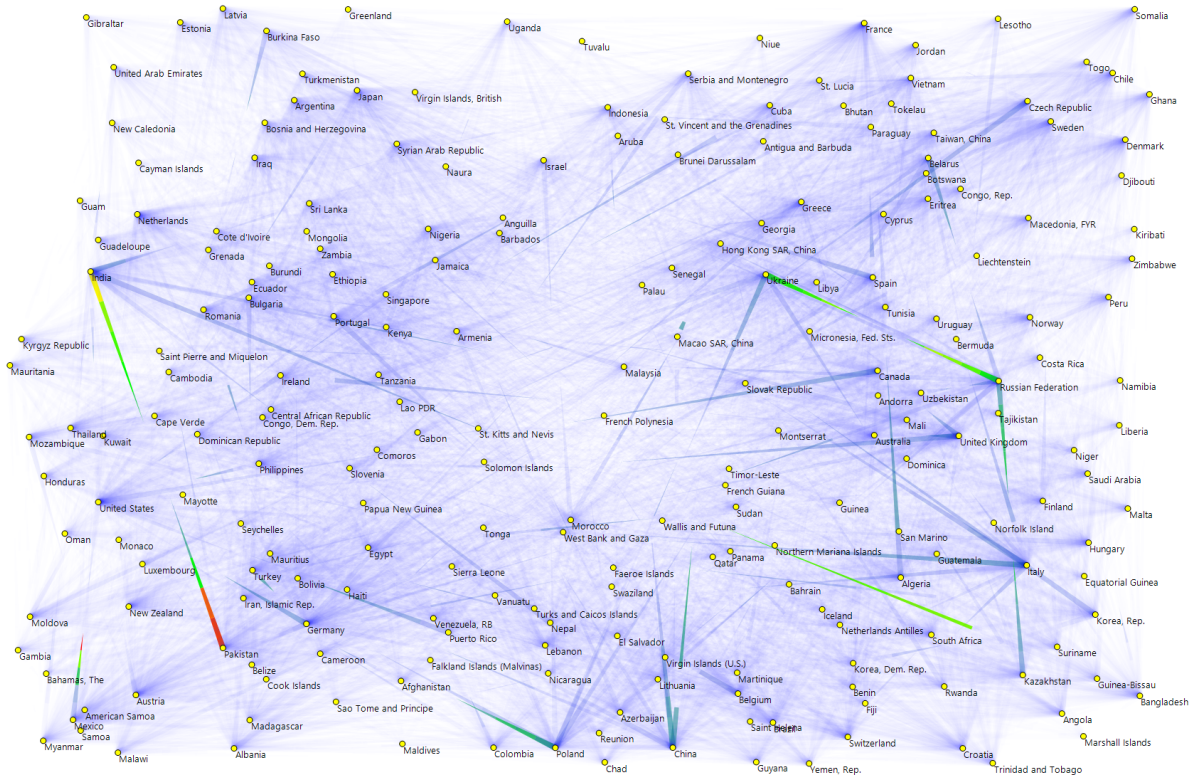 Gibraltar
Estonia
Latvia
Greenland
Burkina Faso
Uganda
Tuvalu
Niue
France
Lesotho
Somalia
Jordan
United Arab Emirates
Turkmenistan
Japan
Argentina
Virgin Islands, British
Serbia and Montenegro
St. Lucia
Vietnam
Togo
Chile
Ghana
Indonesia
Cuba
Bhutan
Tokelau
Czech Republic
New Caledonia
Bosnia and Herzegovina
St. Vincent and the Grenadines
Paraguay
Sweden
Aruba
Taiwan, China
Antigua and Barbuda
Denmark
Syrian Arab Republic
Cayman Islands
Iraq
Naura
Israel
Brunei Darussalam
Belarus
Botswana
Djibouti
Congo, Rep.
Guam
Netherlands
Sri Lanka
Anguilla
Greece
Eritrea
Cyprus
Macedonia, FYR
Georgia
Guadeloupe
Cote d'Ivoire
Mongolia
Nigeria
Barbados
Kiribati
Grenada
Zambia
Hong Kong SAR, China
Jamaica
Liechtenstein
Zimbabwe
India
Burundi
Ethiopia
Senegal
Ukraine
Libya
Spain
Ecuador
Palau
Bulgaria
Singapore
Peru
Romania
Portugal
Tunisia
Kenya
Armenia
Uruguay
Norway
Kyrgyz Republic
Macao SAR, China
Micronesia, Fed. Sts.
Bermuda
Saint Pierre and Miquelon
Costa Rica
Mauritania
Cambodia
Ireland
Tanzania
Malaysia
Canada
Slovak Republic
Russian Federation
Namibia
Andorra
Uzbekistan
Lao PDR
Cape Verde
Central African Republic
Congo, Dem. Rep.
French Polynesia
Tajikistan
Mali
Liberia
Thailand
Mozambique
Kuwait
Dominican Republic
Gabon
St. Kitts and Nevis
Montserrat
Australia
United Kingdom
Comoros
Niger
Philippines
Slovenia
Solomon Islands
Dominica
Timor-Leste
Honduras
Saudi Arabia
French Guiana
United States
Mayotte
Papua New Guinea
Sudan
Guinea
Finland
Malta
Seychelles
Tonga
Morocco
Wallis and Futuna
Norfolk Island
Oman
Monaco
West Bank and Gaza
San Marino
Mauritius
Egypt
Panama
Northern Mariana Islands
Hungary
Qatar
Guatemala
Luxembourg
Turkey
Sierra Leone
Faeroe Islands
Italy
Bolivia
Algeria
Equatorial Guinea
Haiti
Swaziland
Bahrain
Iran, Islamic Rep.
Vanuatu
New Zealand
Turks and Caicos Islands
Iceland
Moldova
Germany
Venezuela, RB
Nepal
Netherlands Antilles
Korea, Rep.
Puerto Rico
El Salvador
South Africa
Gambia
Pakistan
Cameroon
Lebanon
Suriname
Belize
Falkland Islands (Malvinas)
Virgin Islands (U.S.)
Korea, Dem. Rep.
Bahamas, The
Cook Islands
Afghanistan
Nicaragua
Lithuania
Martinique
Kazakhstan
Guinea-Bissau
Austria
Sao Tome and Principe
Belgium
Benin
Rwanda
Bangladesh
Fiji
American Samoa
Mexico
Madagascar
Azerbaijan
Angola
Samoa
Reunion
Myanmar
Switzerland
Marshall Islands
Malawi
Albania
Maldives
Colombia
Poland
China
Croatia
Chad
Guyana
Yemen, Rep.
Trinidad and Tobago